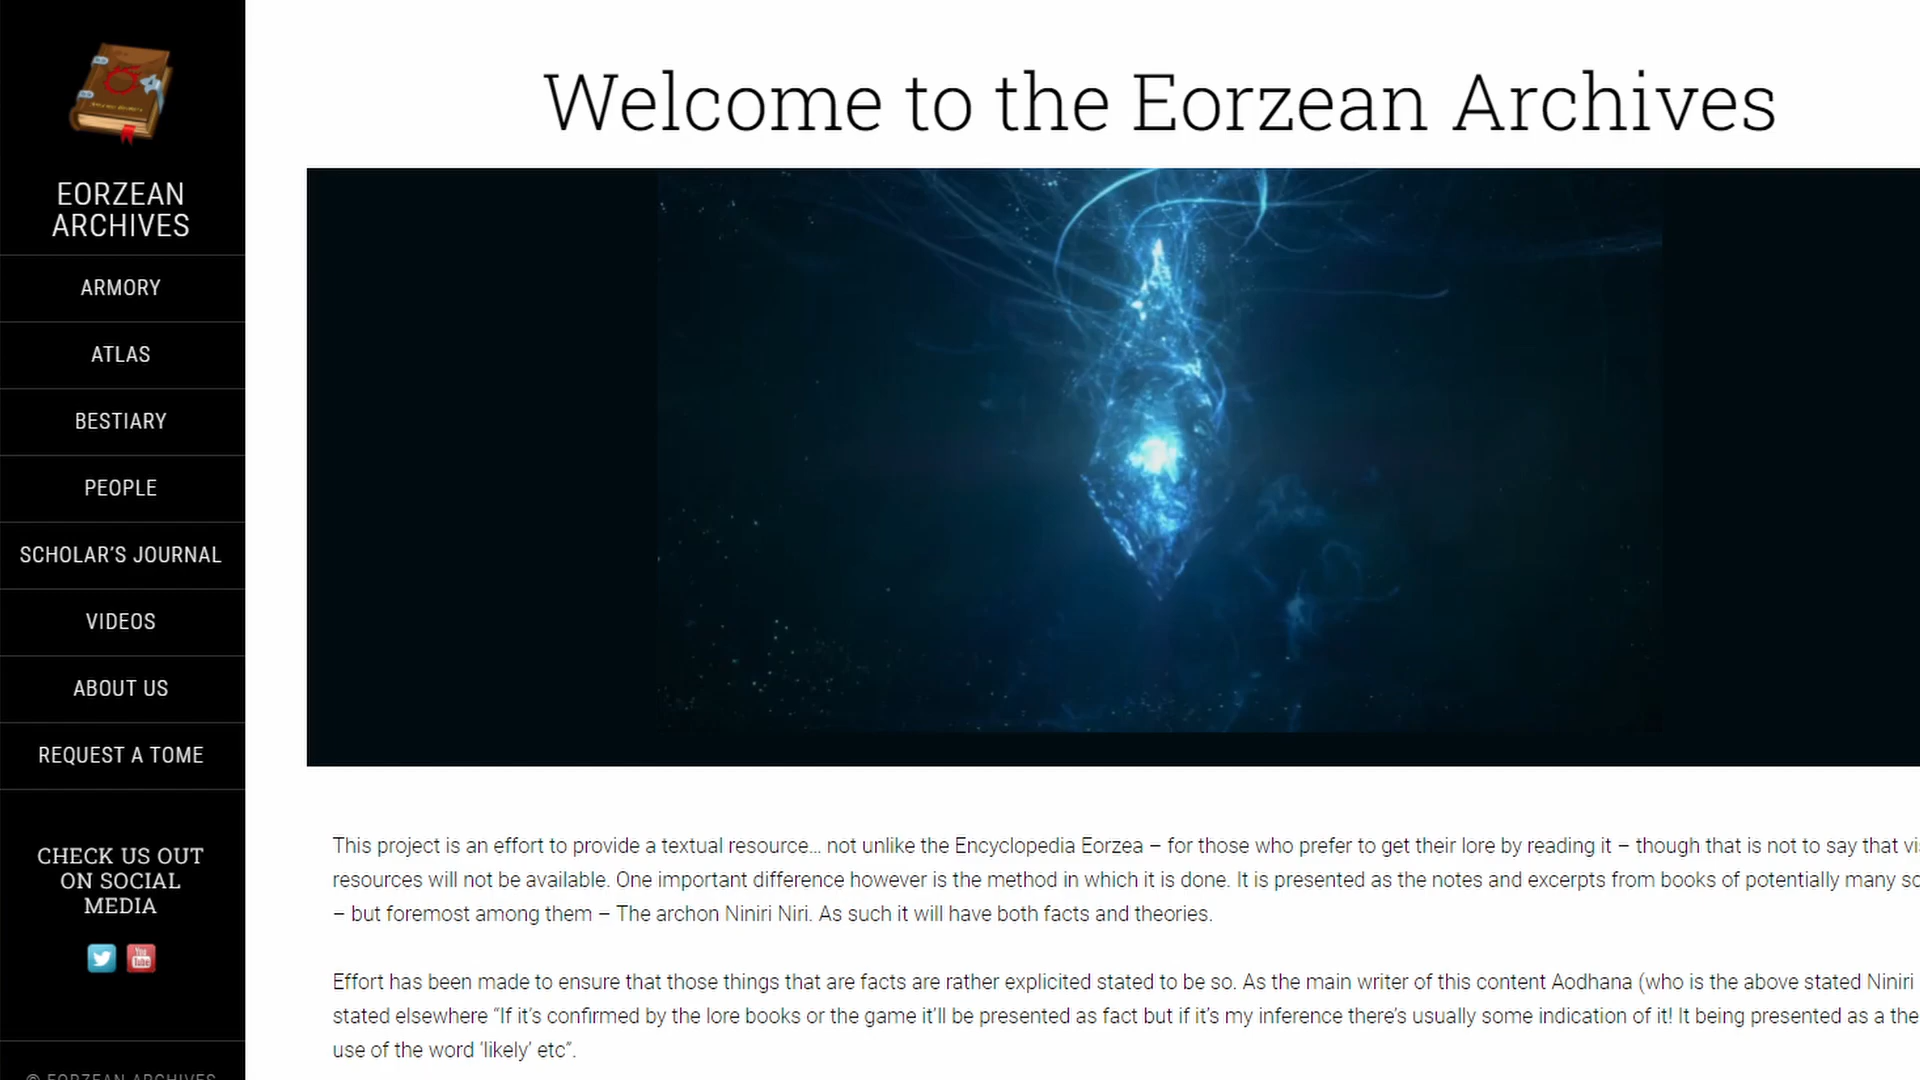 EORZEAN
ARCHIVES
ARMORY
ATLAS
BESTIARY
PEOPLE
SCHOLAR'S JOURNAL
VIDEOS
ABOUT US
REQUEST A TOME
CHECK US OUT
ON SOCIAL
MEDIA
You
Tube
© EORZEAN ARCHIVES
Welcome to the Eorzean Archives
This project is an effort to provide a textual resource… not unlike the Encyclopedia Eorzea – for those who prefer to get their lore by reading it – though that is not to say that vi
resources will not be available. One important difference however is the method in which it is done. It is presented as the notes and excerpts from books of potentially many sc
– but foremost among them – The archon Niniri Niri. As such it will have both facts and theories.
Effort has been made to ensure that those things that are facts are rather explicited stated to be so. As the main writer of this content Aodhana (who is the above stated Niniri
stated elsewhere “If it’s confirmed by the lore books or the game it’ll be presented as fact but if it’s my inference there’s usually some indication of it! It being presented as a the
use of the word ‘likely’ etc”.